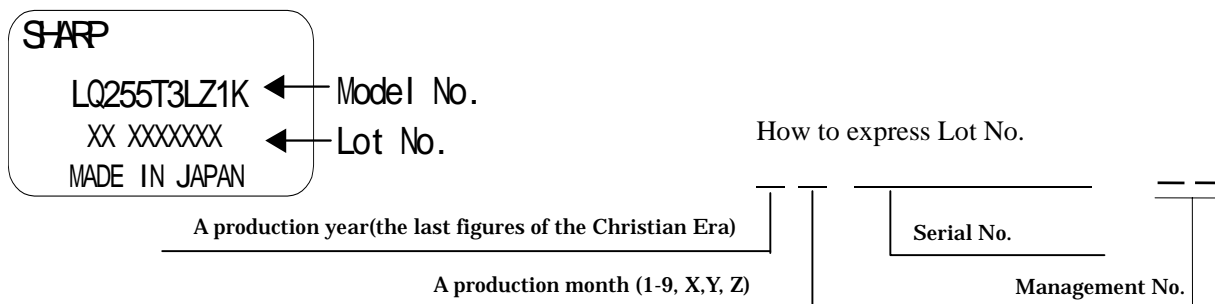 SHARP
LQ255T3LZ1K
Model No.
XX XXXXXXX
Lot No.
MADE IN JAPAN
How to express Lot No.
A production year(the last figures of the Christian Era)
Serial No.
A production month (1-9, X,Y, Z)
Management No.